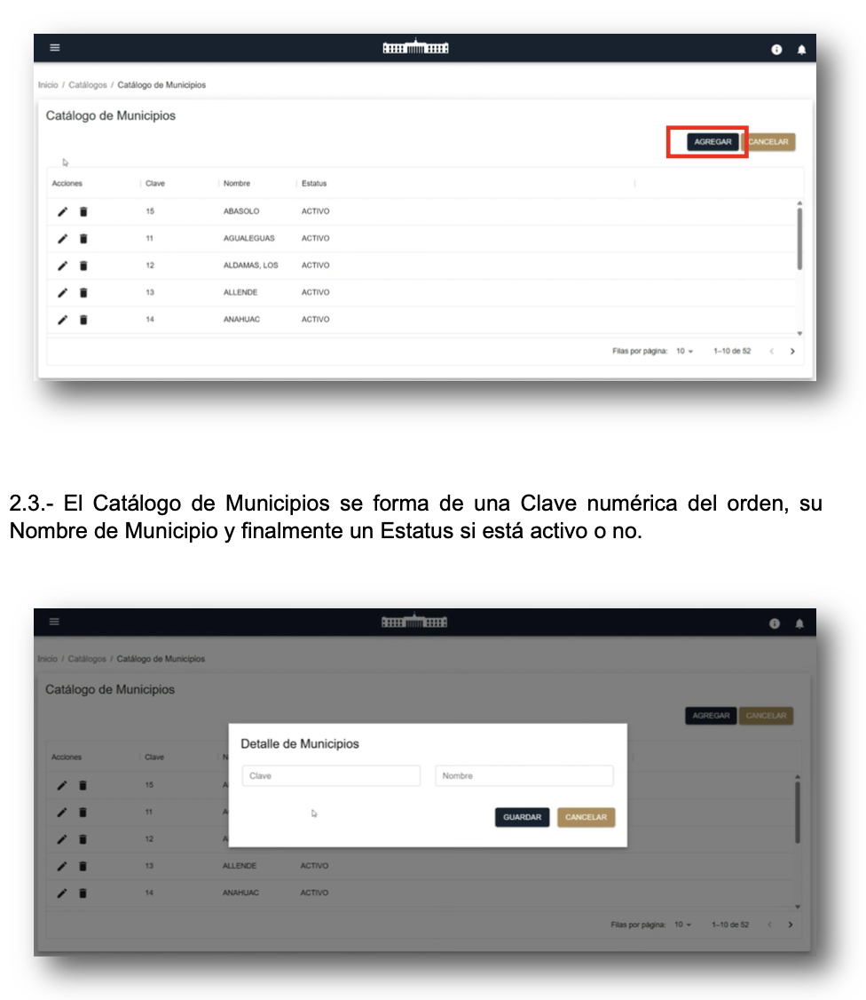 Inicio / Catálogos / Catálogo de Municipios
Catálogo de Municipios
AGREGAR CANCELAR
Acciones Clave Nombre Estatus
15 ABASOLO ACTIVO
11 AGUALEGUAS ACTIVO
12 ALDAMAS, LOS ACTIVO
13 ALLENDE ACTIVO
14 ANAHUAC ACTIVO
Filas por página: 10 1–10 de 52
2.3.- El Catálogo de Municipios se forma de una Clave numérica del orden, su
Nombre de Municipio y finalmente un Estatus si está activo o no.
Inicio / Catálogos / Catálogo de Municipios
Catálogo de Municipios
AGREGAR CANCELAR
Acciones Clave N
15 A
11 A
12 A
Detalle de Municipios
Clave Nombre
GUARDAR CANCELAR
13 ALLENDE ACTIVO
14 ANAHUAC ACTIVO
Filas por página: 10 1–10 de 52